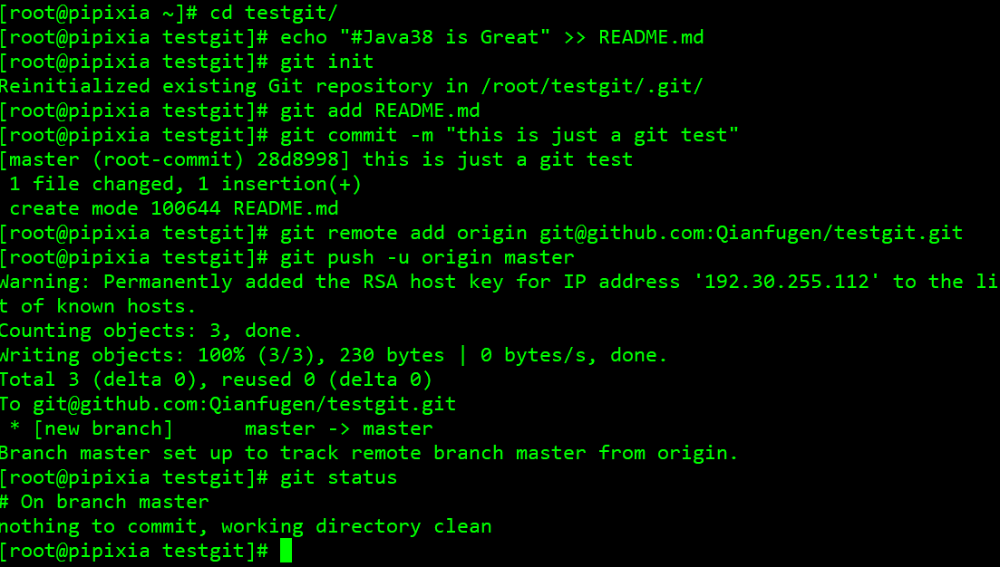 [root@pipixia ~]# cd testgit/
[root@pipixia testgit]# echo "#Java38 is Great" >> README.md
[root@pipixia testgit]# git init
Reinitialized existing Git repository in /root/testgit/.git/
[root@pipixia testgit]# git add README.md
[root@pipixia testgit]# git commit -m "this is just a git test"
[master (root-commit) 28d8998] this is just a git test
 1 file changed, 1 insertion(+)
 create mode 100644 README.md
[root@pipixia testgit]# git remote add origin git@github.com:Qianfugen/testgit.git
[root@pipixia testgit]# git push -u origin master
Warning: Permanently added the RSA host key for IP address '192.30.255.112' to the li
t of known hosts.
Counting objects: 3, done.
Writing objects: 100% (3/3), 230 bytes | 0 bytes/s, done.
Total 3 (delta 0), reused 0 (delta 0)
To git@github.com:Qianfugen/testgit.git
 * [new branch]      master -> master
Branch master set up to track remote branch master from origin.
[root@pipixia testgit]# git status
# On branch master
nothing to commit, working directory clean
[root@pipixia testgit]#